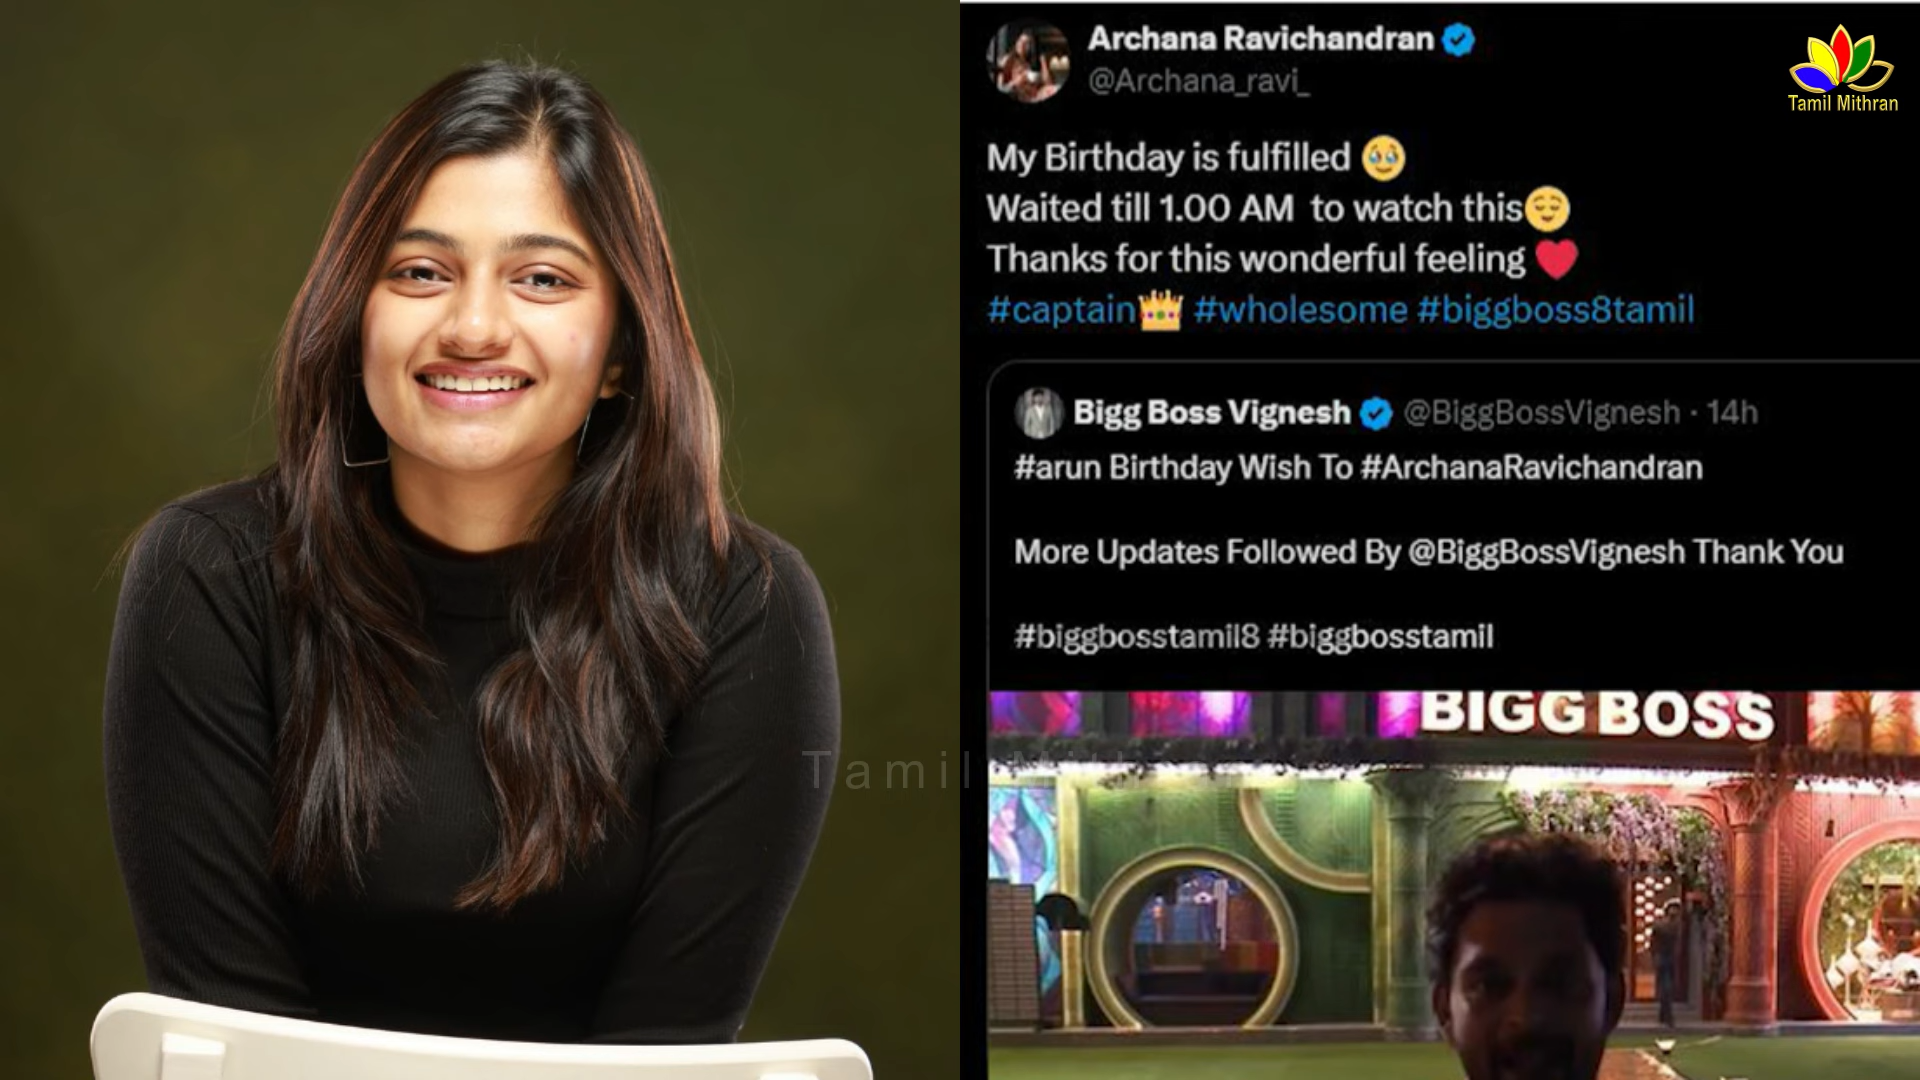 Archana Ravichandran
@Archana_ravi_
Tamil Mithran
My Birthday is fulfilled 🥹
Waited till 1.00 AM to watch this😌
Thanks for this wonderful feeling ❤️
#captain👑 #wholesome #biggboss8tamil
Bigg Boss Vignesh @BiggBossVignesh · 14h
#arun Birthday Wish To #ArchanaRavichandran
More Updates Followed By @BiggBossVignesh Thank You
#biggbosstamil8 #biggbosstamil
BIGG BOSS
Tamil